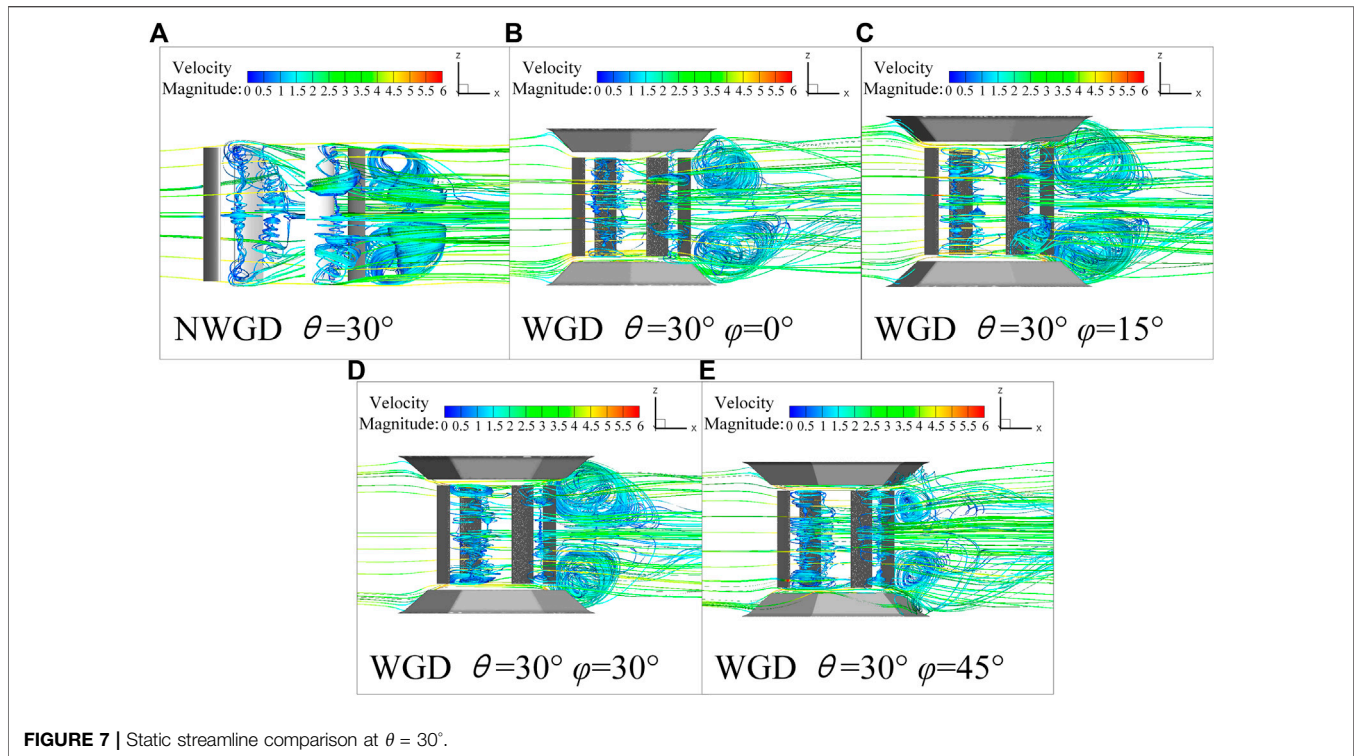 A
Velocity
Magnitude: 0 0.5 1 1.5 2 2.5 3 3.5 4 4.5 5 5.5 6
z
x
NWGD θ=30°
B
Velocity
Magnitude: 0 0.5 1 1.5 2 2.5 3 3.5 4 4.5 5 5.5 6
z
x
WGD θ=30° φ=0°
C
Velocity
Magnitude: 0 0.5 1 1.5 2 2.5 3 3.5 4 4.5 5 5.5 6
z
x
WGD θ=30° φ=15°
D
Velocity
Magnitude: 0 0.5 1 1.5 2 2.5 3 3.5 4 4.5 5 5.5 6
z
x
WGD θ=30° φ=30°
E
Velocity
Magnitude: 0 0.5 1 1.5 2 2.5 3 3.5 4 4.5 5 5.5 6
z
x
WGD θ=30° φ=45°
FIGURE 7 | Static streamline comparison at θ = 30°.